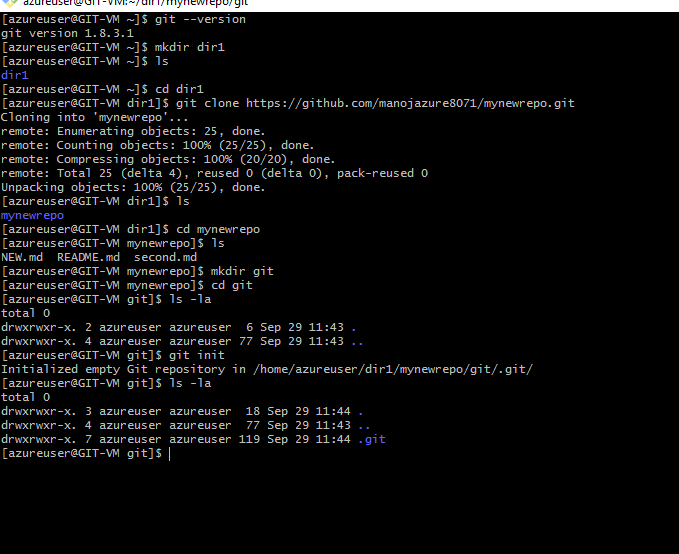 azureuser@GIT-VM:~/dir1/mynewrepo/git
[azureuser@GIT-VM ~]$ git --version
git version 1.8.3.1
[azureuser@GIT-VM ~]$ mkdir dir1
[azureuser@GIT-VM ~]$ ls
dir1
[azureuser@GIT-VM ~]$ cd dir1
[azureuser@GIT-VM dir1]$ git clone https://github.com/manojazure8071/mynewrepo.git
Cloning into 'mynewrepo'...
remote: Enumerating objects: 25, done.
remote: Counting objects: 100% (25/25), done.
remote: Compressing objects: 100% (20/20), done.
remote: Total 25 (delta 4), reused 0 (delta 0), pack-reused 0
Unpacking objects: 100% (25/25), done.
[azureuser@GIT-VM dir1]$ ls
mynewrepo
[azureuser@GIT-VM dir1]$ cd mynewrepo
[azureuser@GIT-VM mynewrepo]$ ls
NEW.md  README.md  second.md
[azureuser@GIT-VM mynewrepo]$ mkdir git
[azureuser@GIT-VM mynewrepo]$ cd git
[azureuser@GIT-VM git]$ ls -la
total 0
drwxrwxr-x. 2 azureuser azureuser  6 Sep 29 11:43 .
drwxrwxr-x. 4 azureuser azureuser 77 Sep 29 11:43 ..
[azureuser@GIT-VM git]$ git init
Initialized empty Git repository in /home/azureuser/dir1/mynewrepo/git/.git/
[azureuser@GIT-VM git]$ ls -la
total 0
drwxrwxr-x. 3 azureuser azureuser  18 Sep 29 11:44 .
drwxrwxr-x. 4 azureuser azureuser  77 Sep 29 11:43 ..
drwxrwxr-x. 7 azureuser azureuser 119 Sep 29 11:44 .git
[azureuser@GIT-VM git]$